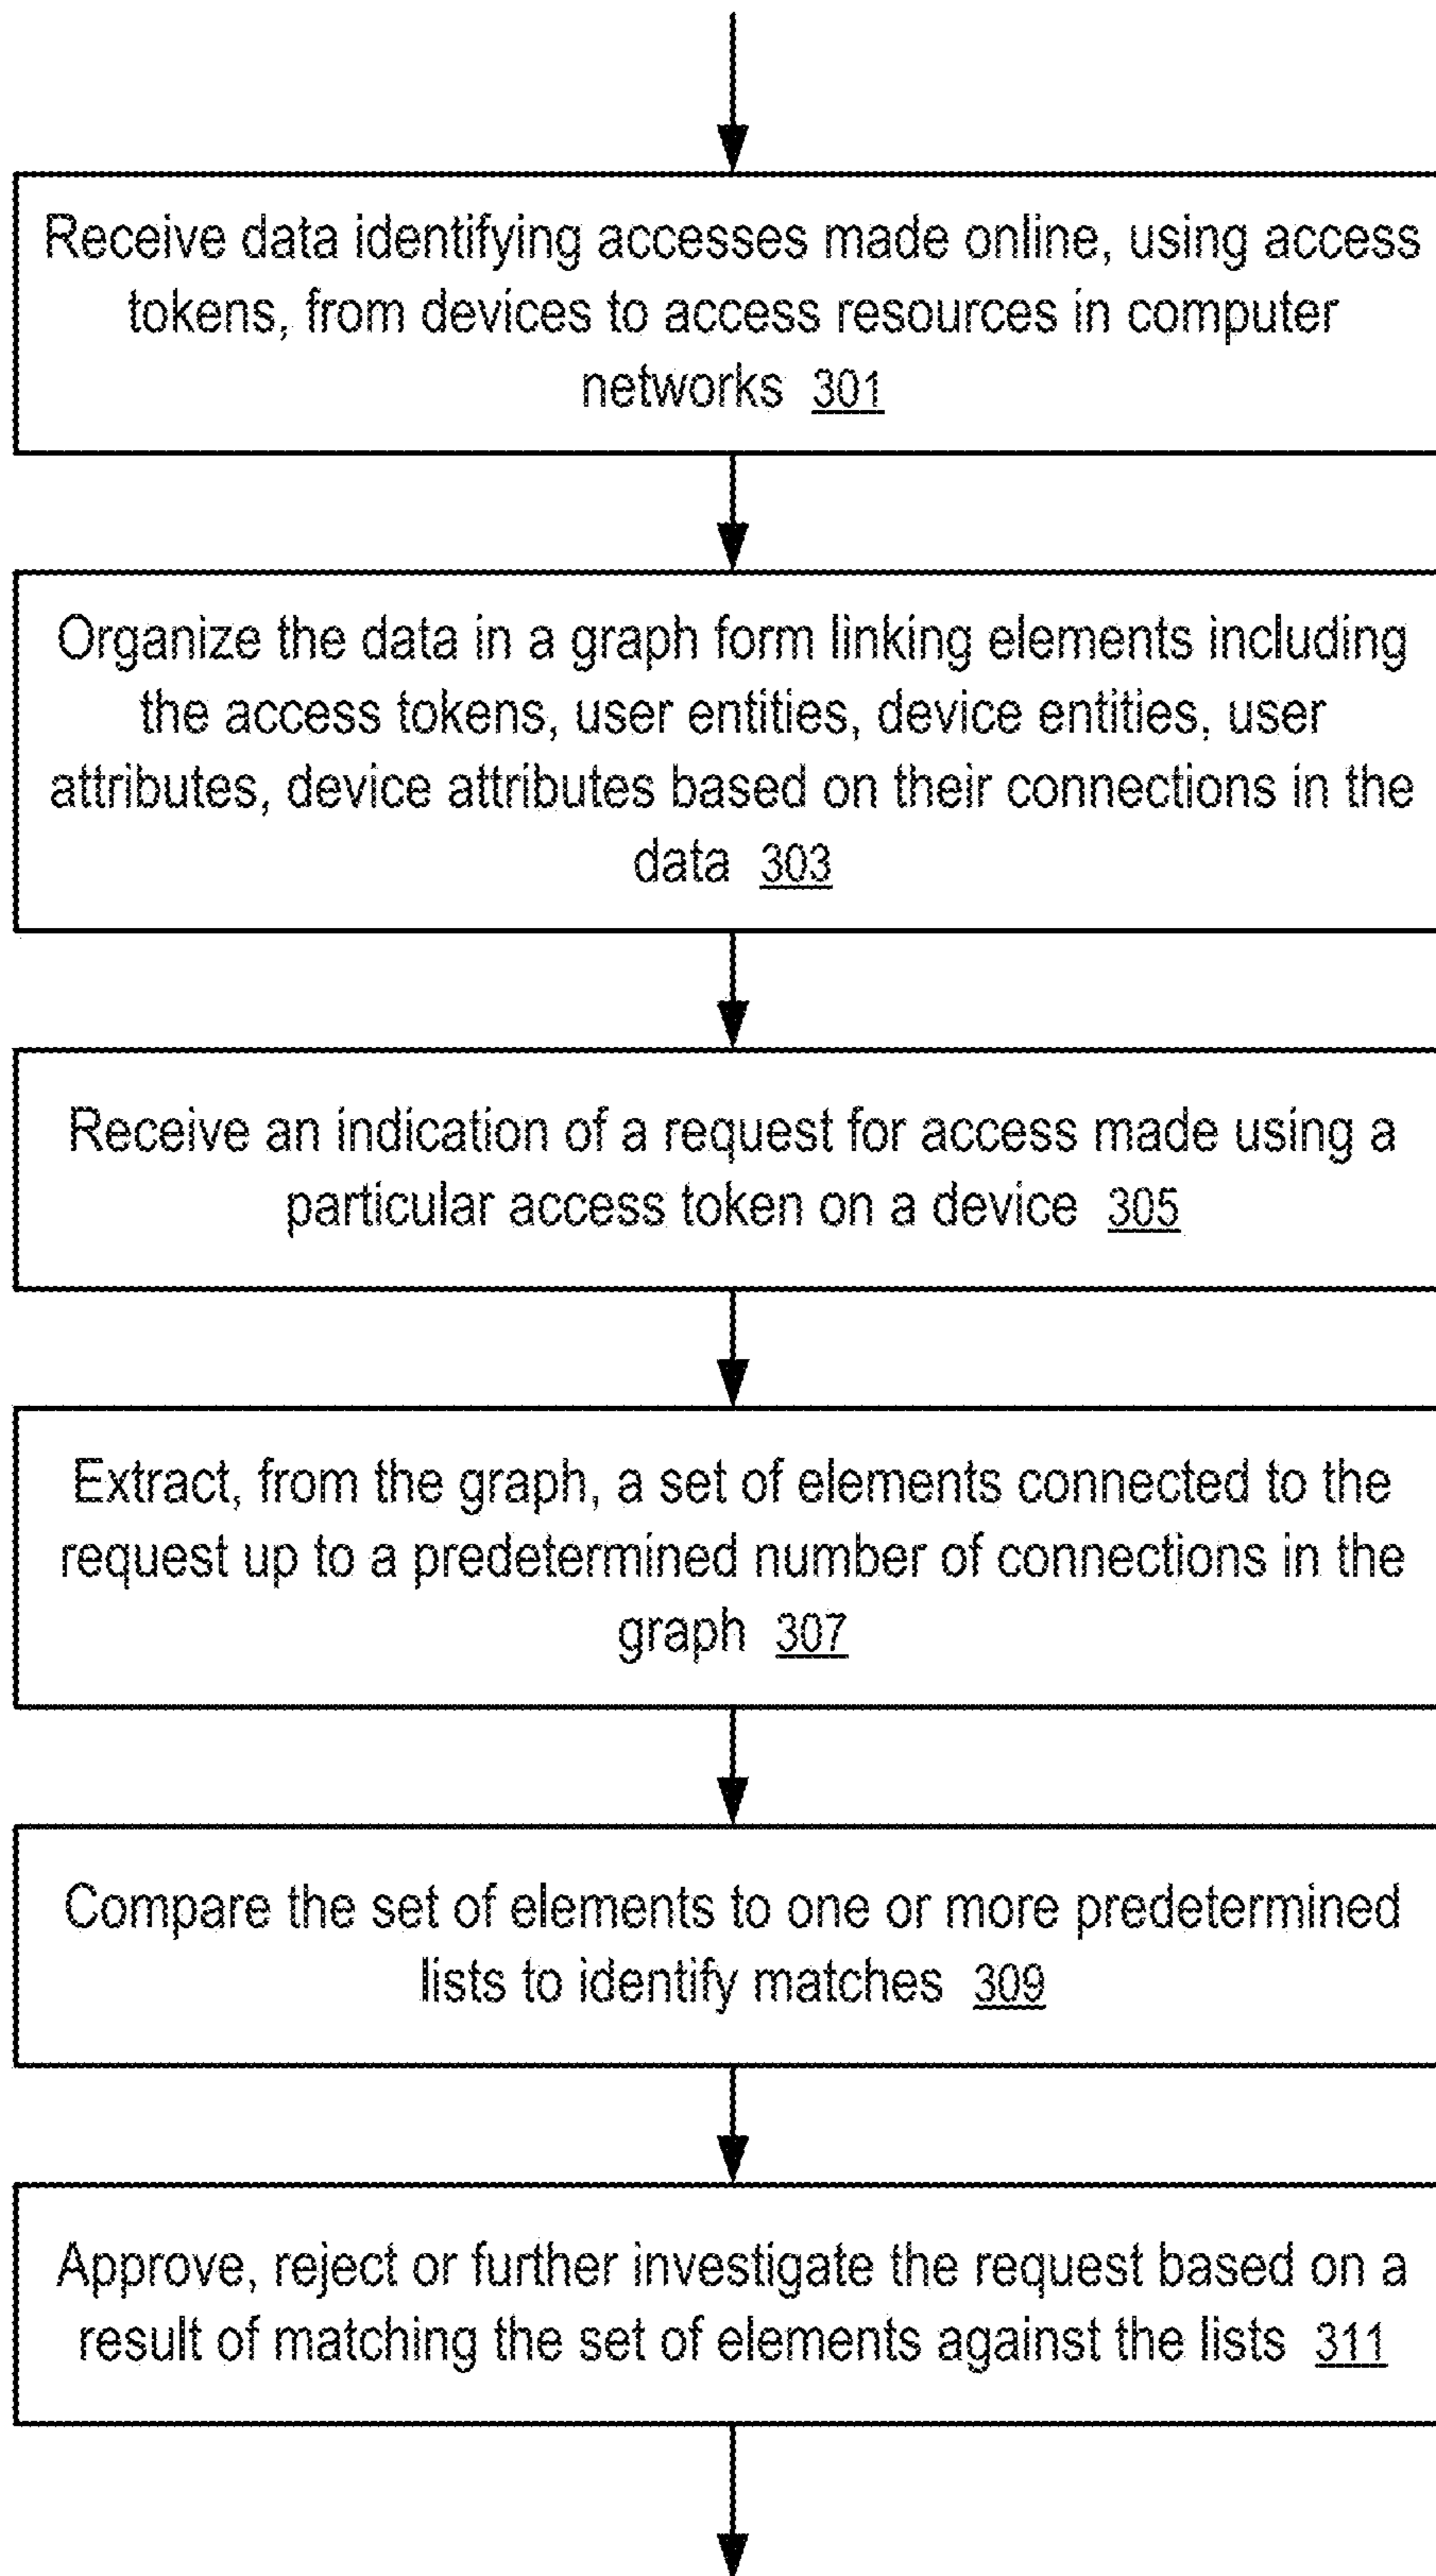 Receive data identifying accesses made online, using access
tokens, from devices to access resources in computer
networks 301
Organize the data in a graph form linking elements including
the access tokens, user entities, device entities, user
attributes, device attributes based on their connections in the
data 303
Receive an indication of a request for access made using a
particular access token on a device 305
Extract, from the graph, a set of elements connected to the
request up to a predetermined number of connections in the
graph 307
Compare the set of elements to one or more predetermined
lists to identify matches 309
Approve, reject or further investigate the request based on a
result of matching the set of elements against the lists 311